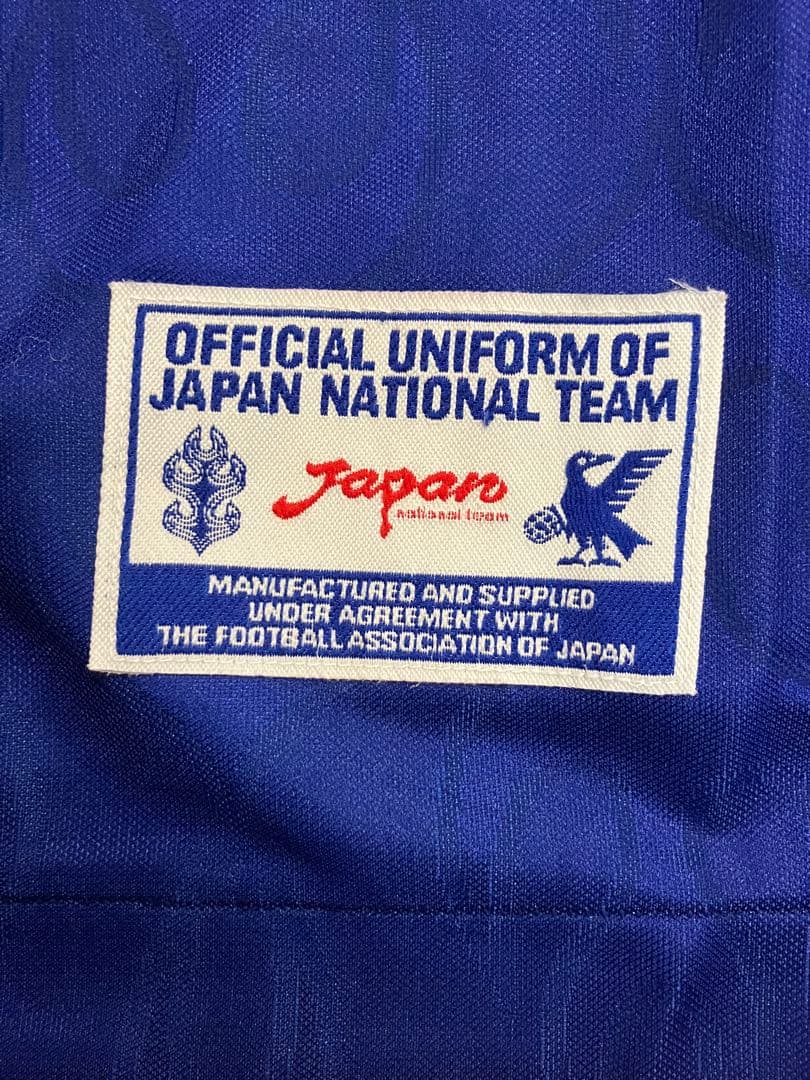 OFFICIAL UNIFORM OF
JAPAN NATIONAL TEAM
Japan
national team
MANUFACTURED AND SUPPLIED
UNDER AGREEMENT WITH
THE FOOTBALL ASSOCIATION OF JAPAN